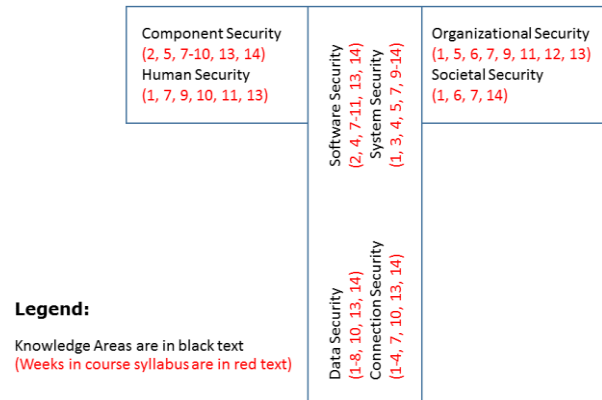 Component Security
(2, 5, 7-10, 13, 14)
Human Security
(1, 7, 9, 10, 11, 13)
Software Security
(2, 4, 7-11, 13, 14)
System Security
(1, 3, 4, 5, 7, 9-14)
Organizational Security
(1, 5, 6, 7, 9, 11, 12, 13)
Societal Security
(1, 6, 7, 14)
Data Security
(1-8, 10, 13, 14)
Connection Security
(1-4, 7, 10, 13, 14)
Legend:
Knowledge Areas are in black text
(Weeks in course syllabus are in red text)